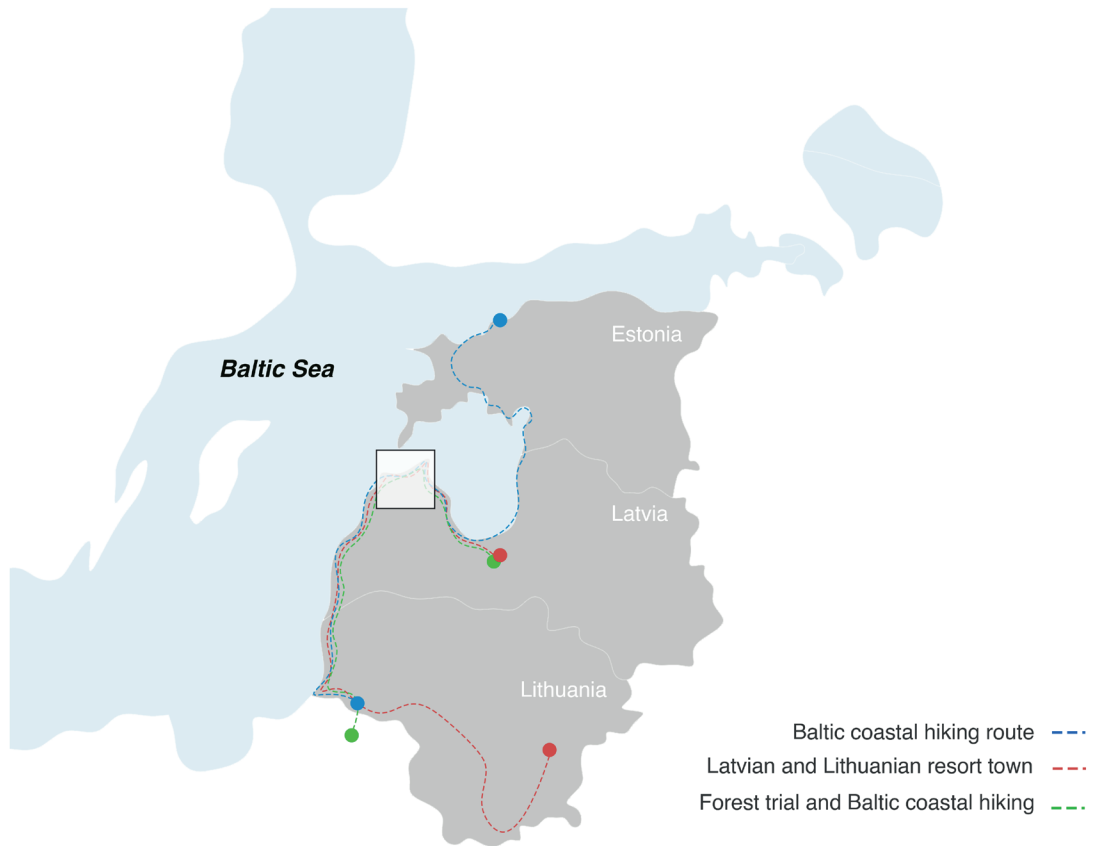 Estonia
Baltic Sea
Latvia
Lithuania
Baltic coastal hiking route
Latvian and Lithuanian resort town
Forest trial and Baltic coastal hiking